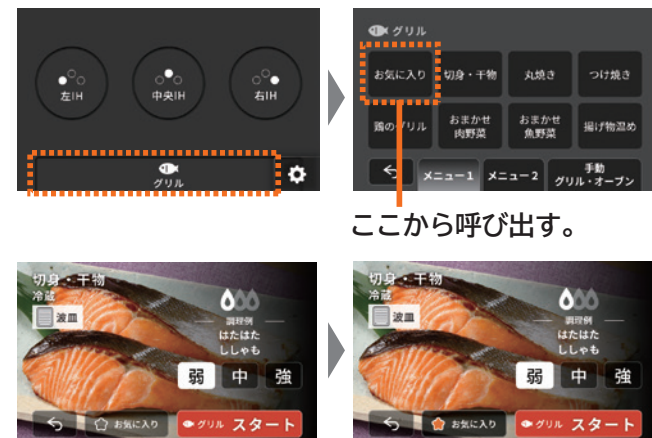 左IH
中央IH
右IH
グリル
グリル
お気に入り
切身・干物
丸焼き
つけ焼き
鶏のグリル
おまかせ
肉野菜
おまかせ
魚野菜
揚げ物温め
メニュー1
メニュー2
手動
グリル・オーブン
ここから呼び出す。
切身・干物
冷蔵
波皿
調理例
はたはた
ししゃも
弱
中
強
お気に入り
グリル スタート
切身・干物
冷蔵
波皿
調理例
はたはた
ししゃも
弱
中
強
お気に入り
グリル スタート